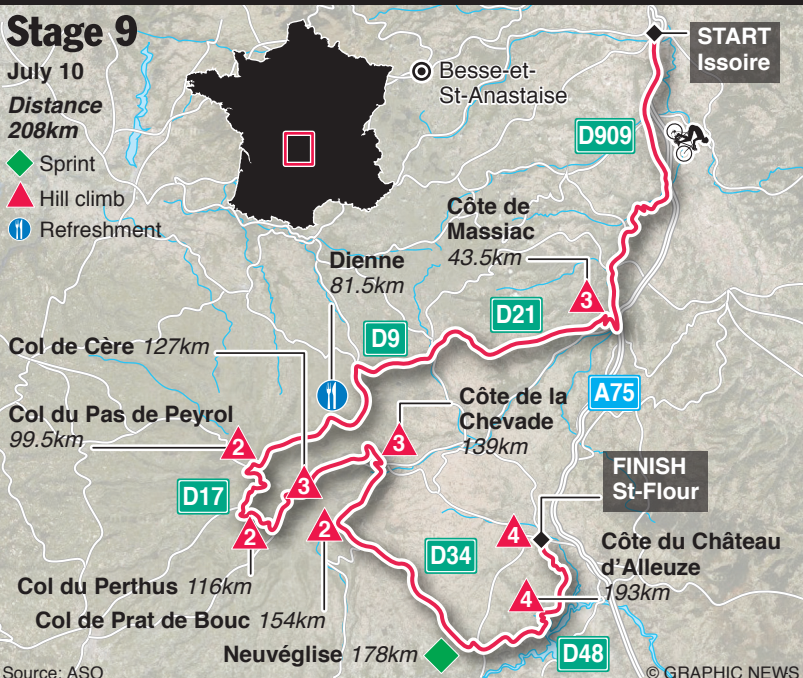 Stage 9
July 10
Distance
208km
Sprint
Hill climb
Refreshment
Besse-et-
St-Anastaise
START
Issoire
D909
Côte de
Massiac
43.5km
3
Dienne
81.5km
D21
D9
Col de Cère 127km
A75
Col du Pas de Peyrol
99.5km
2
Côte de la
Chevade
139km
3
FINISH
St-Flour
D17
3
2
2
4
D34
Côte du Château
d'Alleuze
193km
4
Col du Perthus 116km
Col de Prat de Bouc 154km
Neuvéglise 178km
D48
Source: ASO
© GRAPHIC NEWS